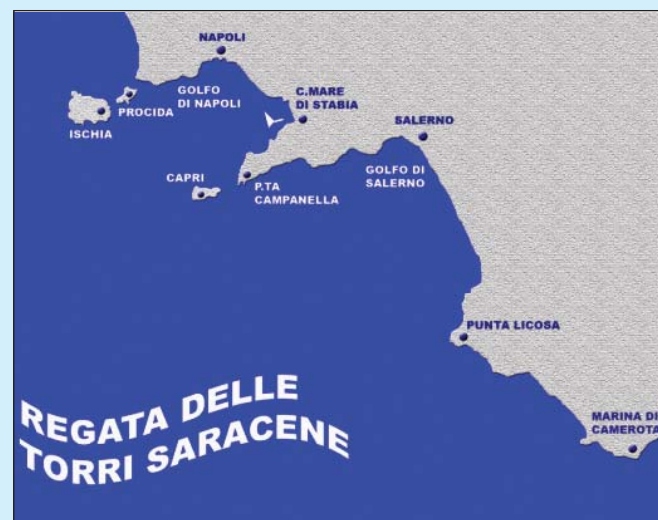 NAPOLI
GOLFO
DI NAPOLI
C.MARE
DI STABIA
PROCIDA
ISCHIA
SALERNO
CAPRI
P.TA
CAMPANELLA
GOLFO DI
SALERNO
PUNTA LICOSA
MARINA DI
CAMEROTA
REGATA DELLE
TORRI SARACENE